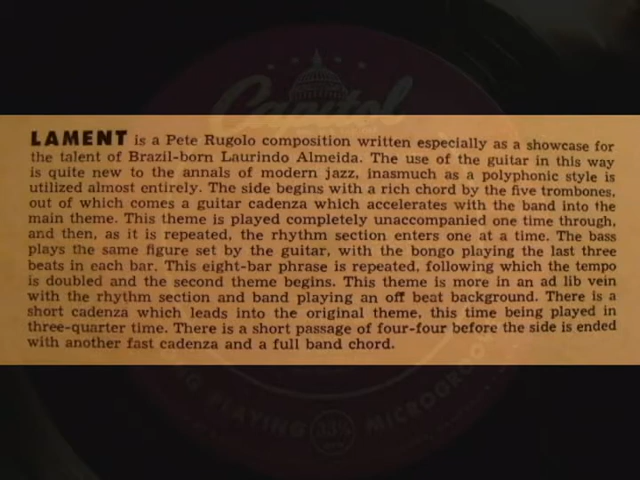 Capitol
LAMENT is a Pete Rugolo composition written especially as a showcase for
the talent of Brazil-born Laurindo Almeida. The use of the guitar in this way
is quite new to the annals of modern jazz, inasmuch as a polyphonic style is
utilized almost entirely. The side begins with a rich chord by the five trombones,
out of which comes a guitar cadenza which accelerates with the band into the
main theme. This theme is played completely unaccompanied one time through,
and then, as it is repeated, the rhythm section enters one at a time. The bass
plays the same figure set by the guitar, with the bongo playing the last three
beats in each bar. This eight-bar phrase is repeated, following which the tempo
is doubled and the second theme begins. This theme is more in an ad lib vein
with the rhythm section and band playing an off beat background. There is a
short cadenza which leads into the original theme, this time being played in
three-quarter time. There is a short passage of four-four before the side is ended
with another fast cadenza and a full band chord.
PLAYING 33⅓ MICROGROOVE